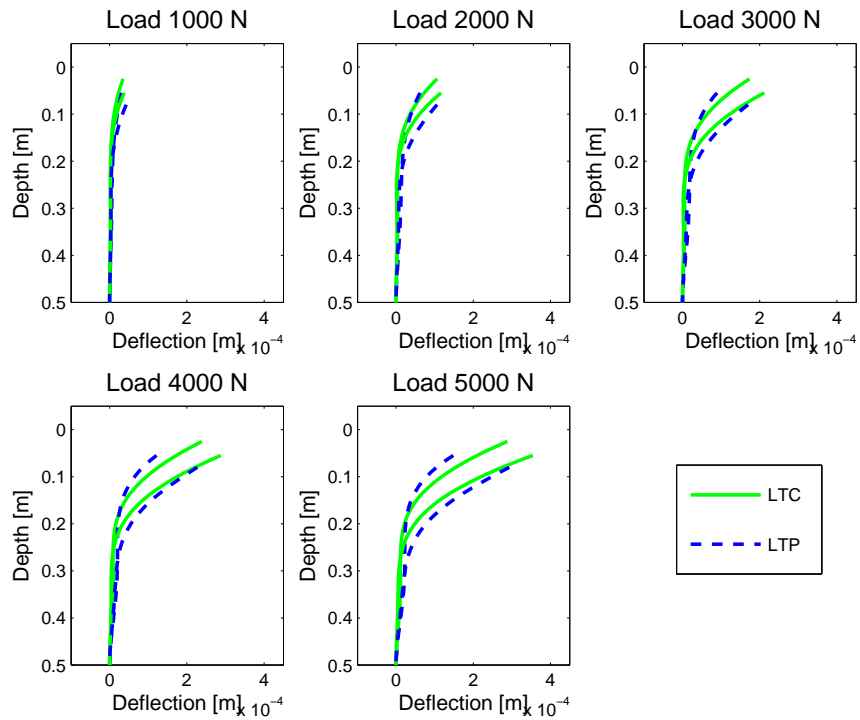 Load 1000 N
0
0.1
0.2
0.3
0.4
0.5
Depth [m]
0 2 4
Deflection [m]
x 10⁻⁴
Load 2000 N
0
0.1
0.2
0.3
0.4
0.5
Depth [m]
0 2 4
Deflection [m]
x 10⁻⁴
Load 3000 N
0
0.1
0.2
0.3
0.4
0.5
Depth [m]
0 2 4
Deflection [m]
x 10⁻⁴
Load 4000 N
0
0.1
0.2
0.3
0.4
0.5
Depth [m]
0 2 4
Deflection [m]
x 10⁻⁴
Load 5000 N
0
0.1
0.2
0.3
0.4
0.5
Depth [m]
0 2 4
Deflection [m]
x 10⁻⁴
LTC
LTP